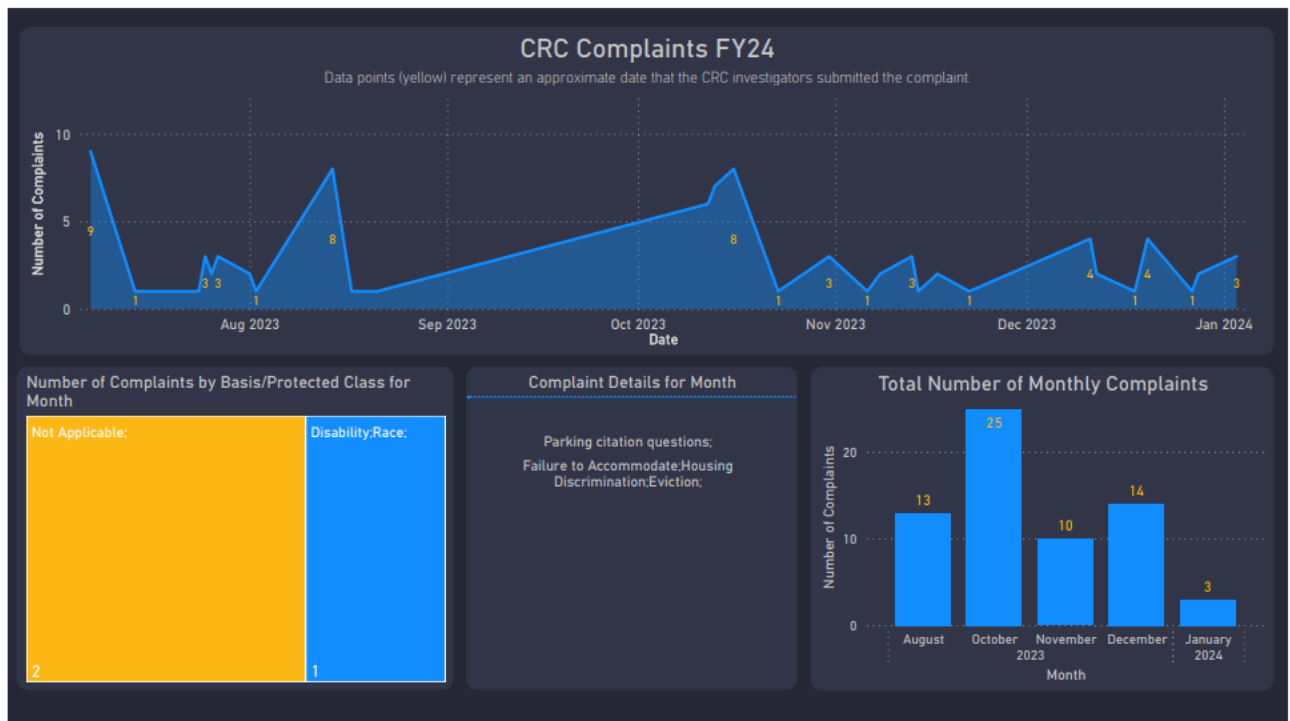 CRC Complaints FY24
Data points (yellow) represent an approximate date that the CRC investigators submitted the complaint.
Number of Complaints
10
5
0
9
1
3
3
1
8
8
1
3
1
3
1
4
1
4
1
3
Aug 2023
Sep 2023
Oct 2023
Nov 2023
Dec 2023
Jan 2024
Date
Number of Complaints by Basis/Protected Class for
Month
Not Applicable;
2
Disability;Race;
1
Complaint Details for Month
Parking citation questions;
Failure to Accommodate;Housing
Discrimination;Eviction;
Total Number of Monthly Complaints
Number of Complaints
20
10
0
13
25
10
14
3
August
October
November
December
January
2023
2024
Month